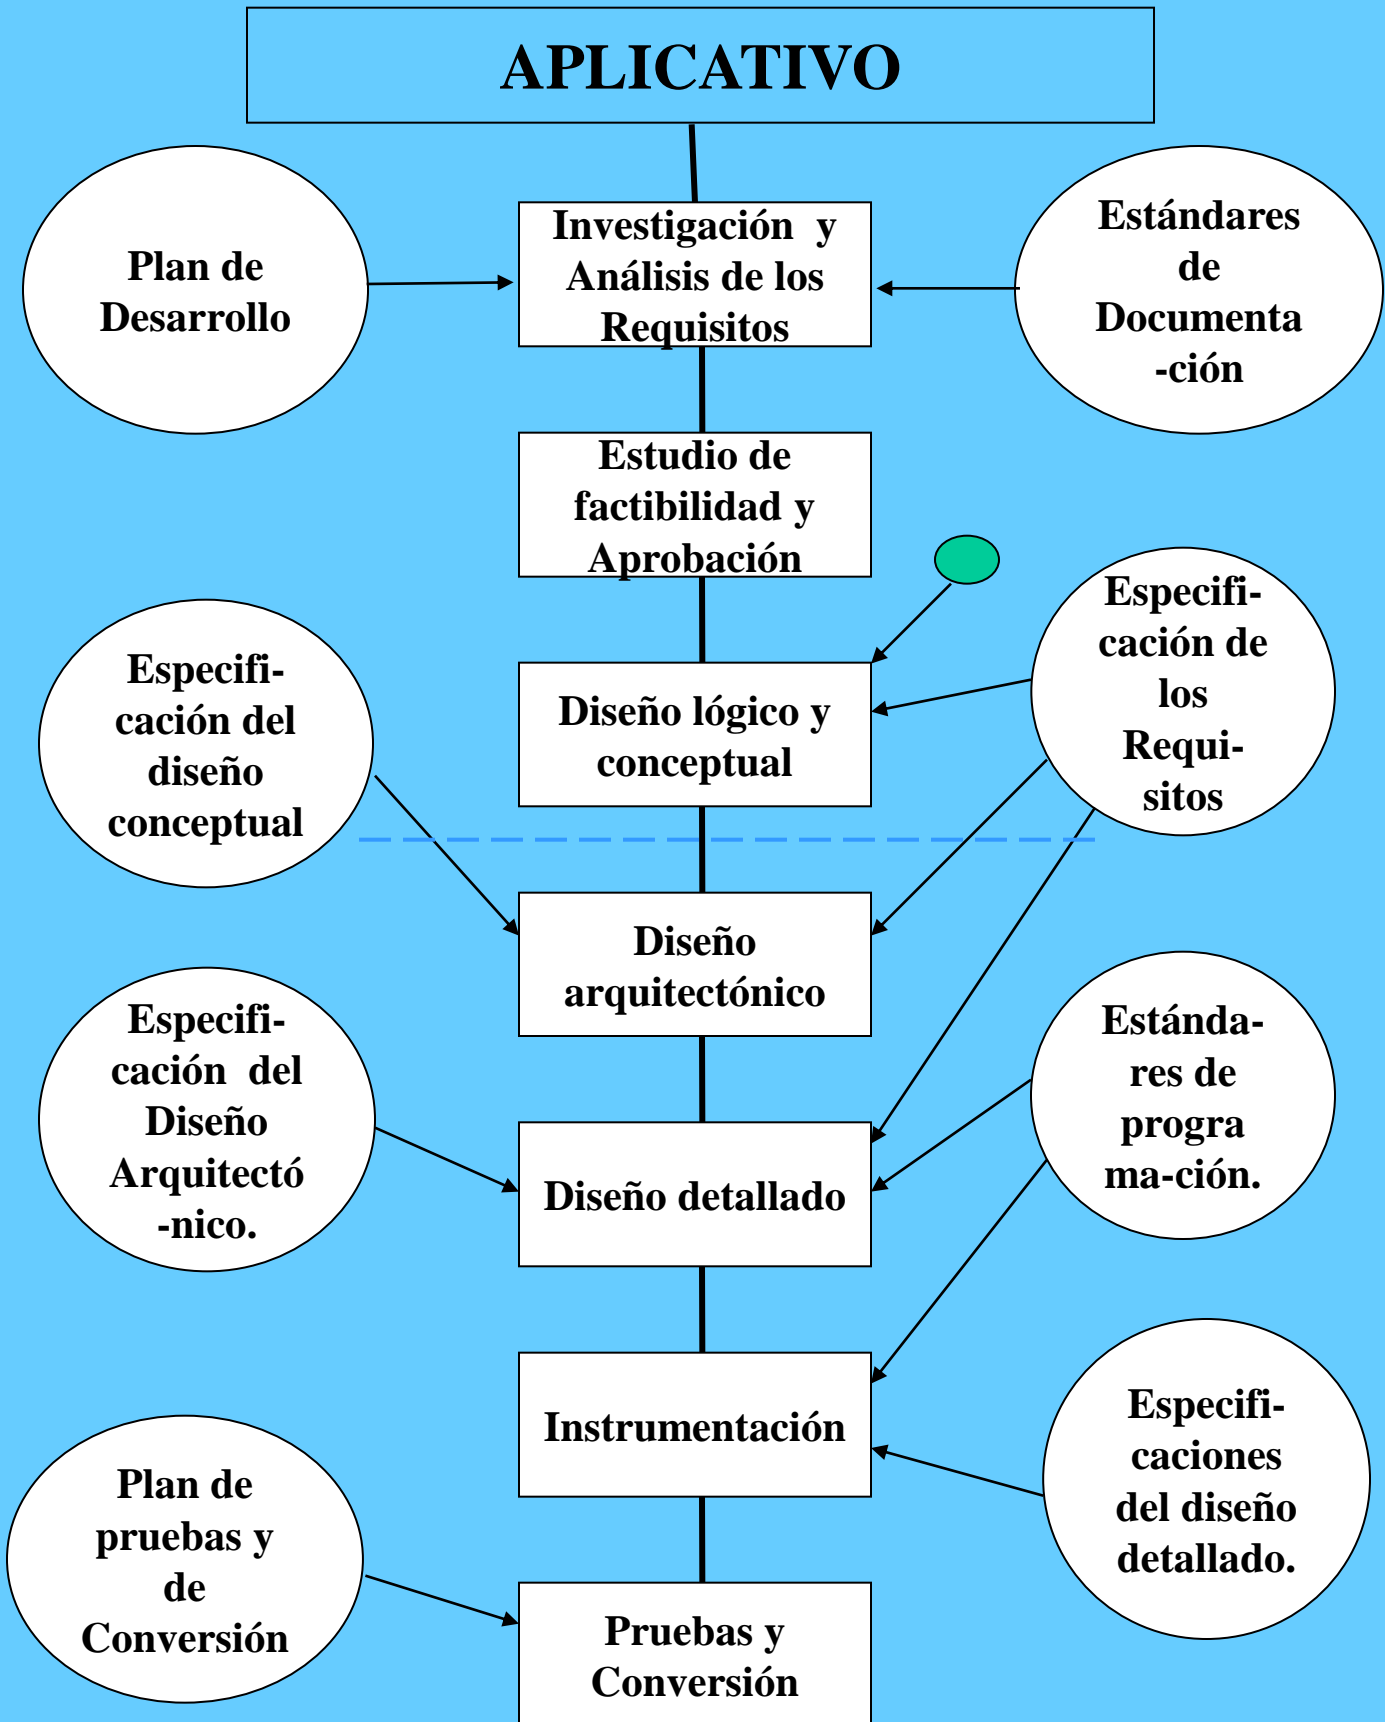 APLICATIVO
Plan de
Desarrollo
Investigación y
Análisis de los
Requisitos
Estándares
de
Documenta
-ción
Estudio de
factibilidad y
Aprobación
Especifi-
cación de
los
Requi-
sitos
Especifi-
cación del
diseño
conceptual
Diseño lógico y
conceptual
Diseño
arquitectónico
Especifi-
cación del
Diseño
Arquitectó
-nico.
Estánda-
res de
progra
ma-ción.
Diseño detallado
Instrumentación
Especifi-
caciones
del diseño
detallado.
Plan de
pruebas y
de
Conversión
Pruebas y
Conversión